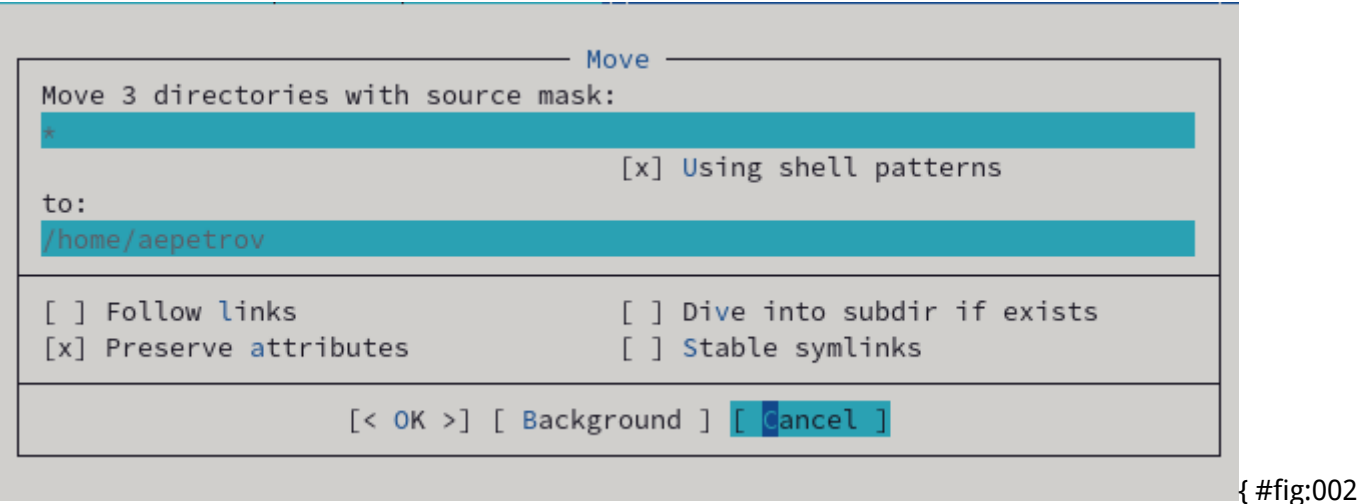 Move
Move 3 directories with source mask:
*
[x] Using shell patterns
to:
/home/aepetrov
[ ] Follow links [ ] Dive into subdir if exists
[x] Preserve attributes [ ] Stable symlinks
[< OK >] [ Background ] [ Cancel ]
{ #fig:002